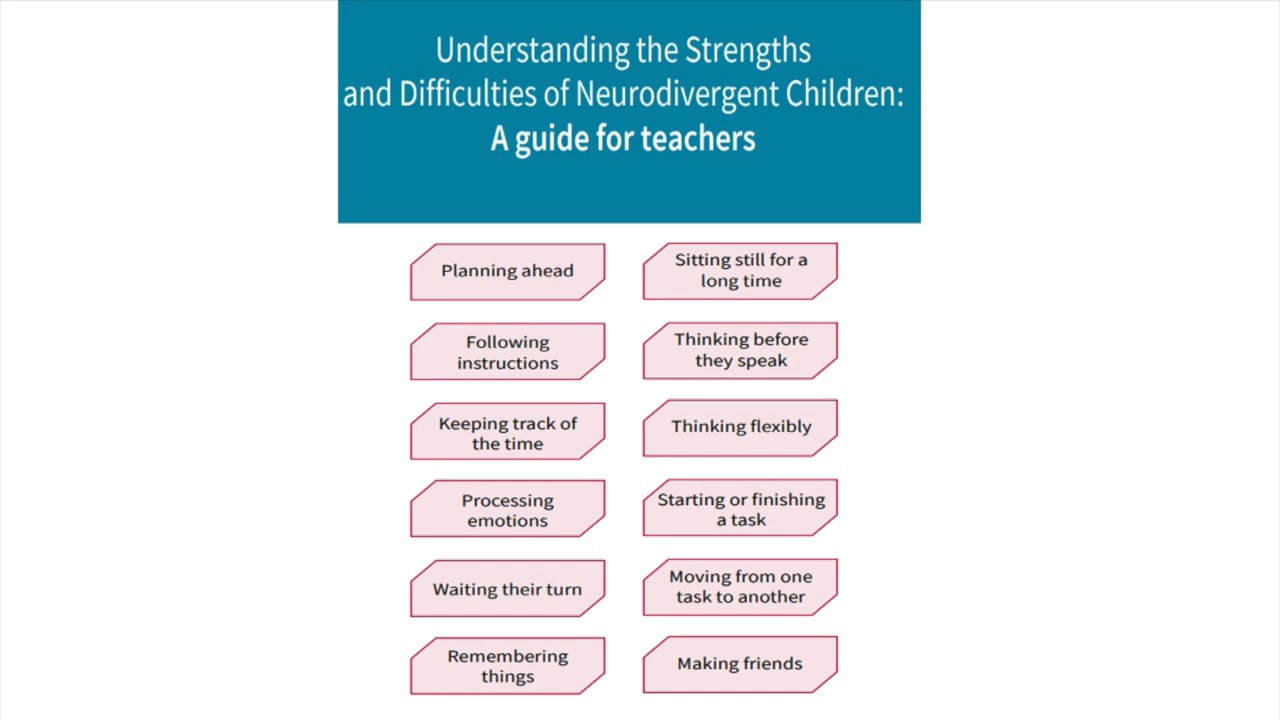 Understanding the Strengths
and Difficulties of Neurodivergent Children:
A guide for teachers
Planning ahead
Sitting still for a
long time
Following
instructions
Thinking before
they speak
Keeping track of
the time
Thinking flexibly
Processing
emotions
Starting or finishing
a task
Waiting their turn
Moving from one
task to another
Remembering
things
Making friends